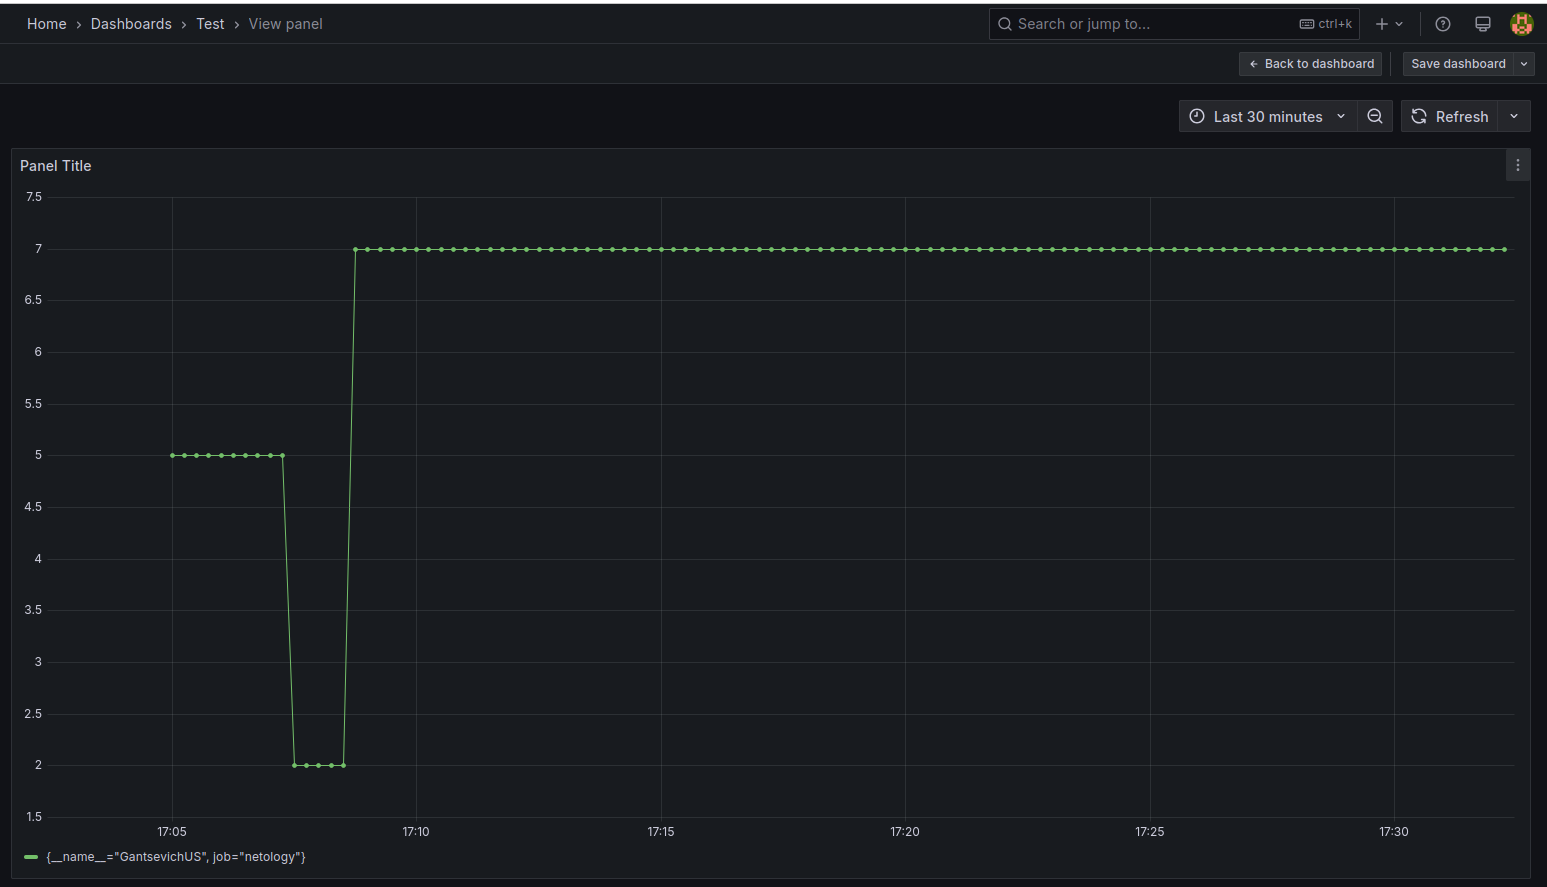 Home > Dashboards > Test > View panel
Search or jump to... ctrl+k
Back to dashboard
Save dashboard
Last 30 minutes
Refresh
Panel Title
7.5
7
6.5
6
5.5
5
4.5
4
3.5
3
2.5
2
1.5
17:05 17:10 17:15 17:20 17:25 17:30
{__name__="GantsevichUS", job="netology"}